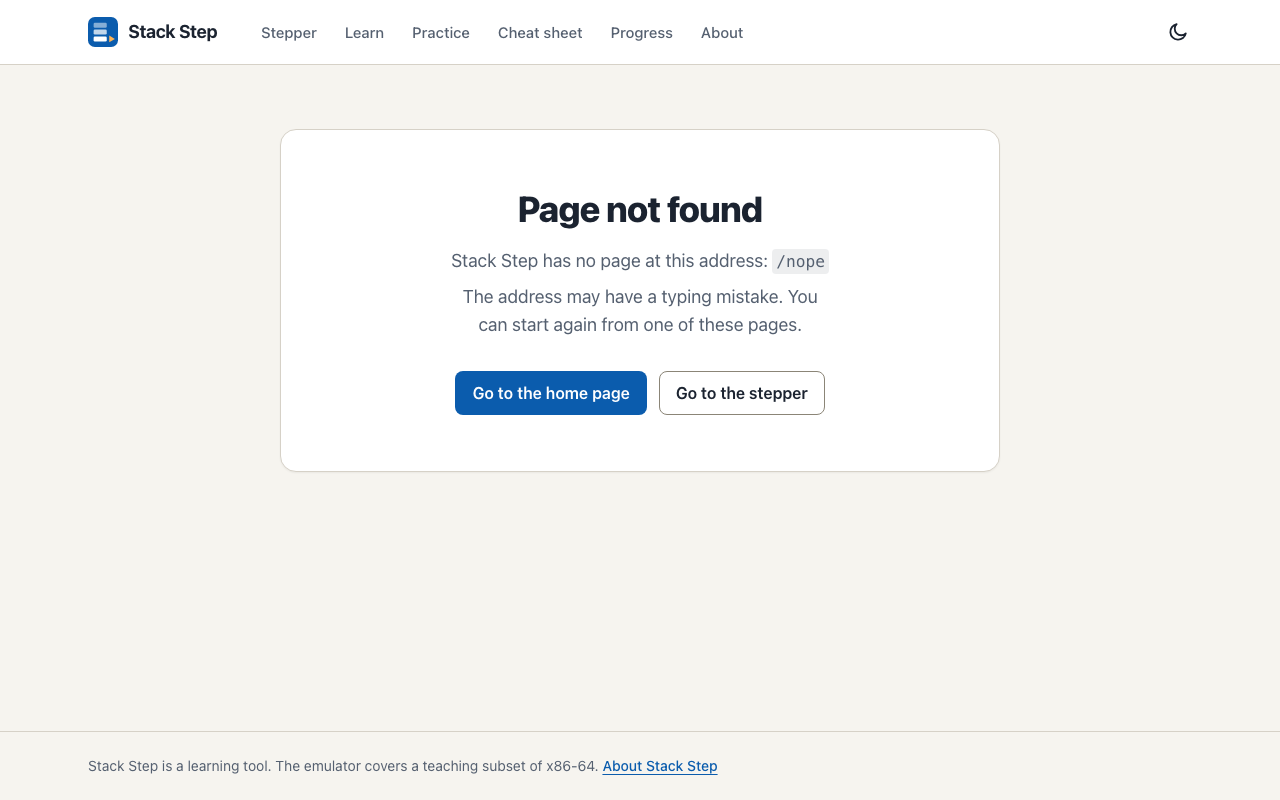 Stack Step
Stepper
Learn
Practice
Cheat sheet
Progress
About
Page not found
Stack Step has no page at this address: /nope
The address may have a typing mistake. You
can start again from one of these pages.
Go to the home page
Go to the stepper
Stack Step is a learning tool. The emulator covers a teaching subset of x86-64. About Stack Step